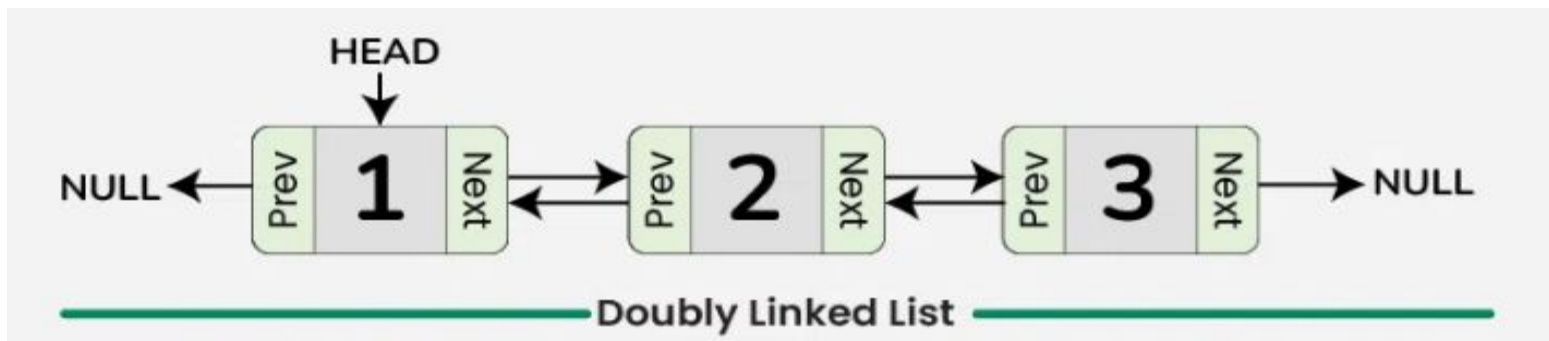 HEAD
NULL Prev 1 Next Prev 2 Next Prev 3 Next NULL
Doubly Linked List